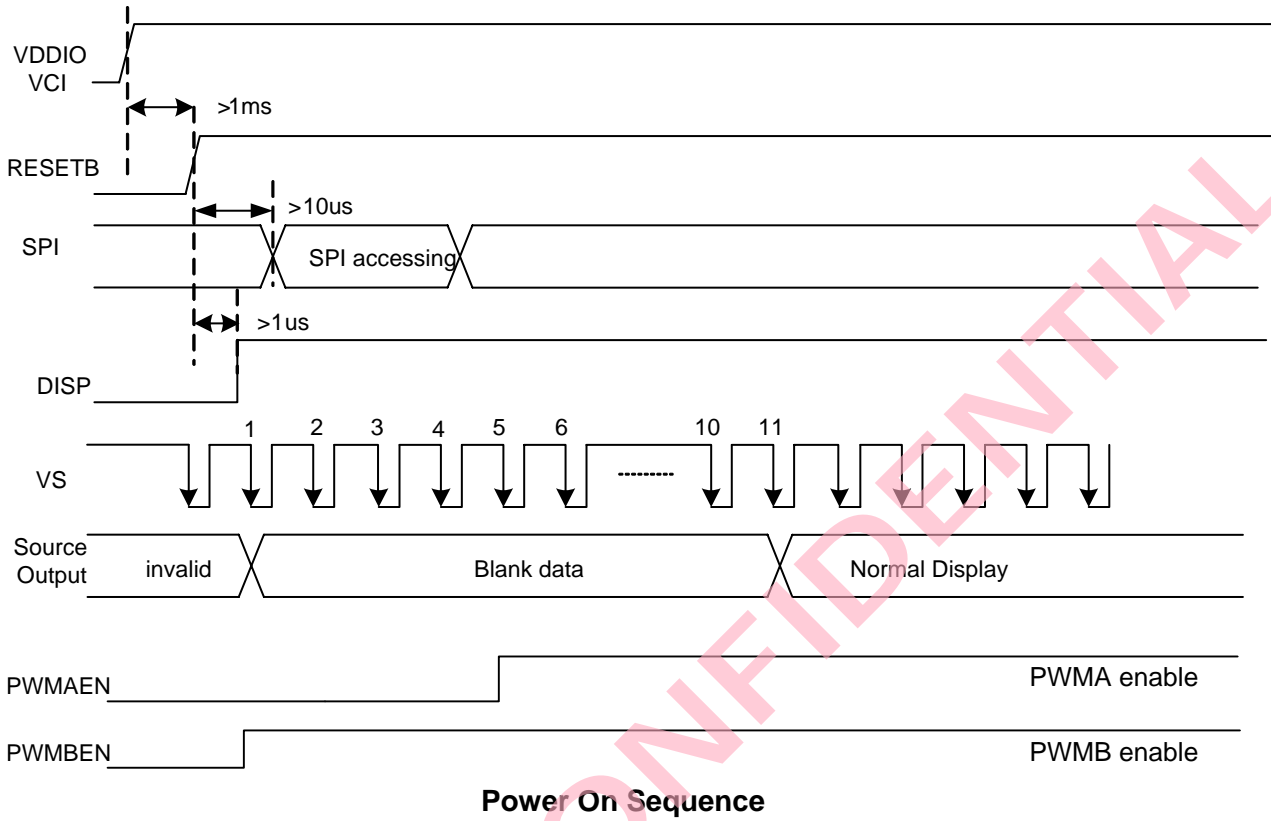 VDDIO
VCI
>1ms
RESETB
>10us
SPI
SPI accessing
>1us
DISP
1 2 3 4 5 6 10 11
VS
Source
Output
invalid
Blank data
Normal Display
PWMAEN
PWMA enable
PWMBEN
PWMB enable
Power On Sequence
ONFIDENTIAL